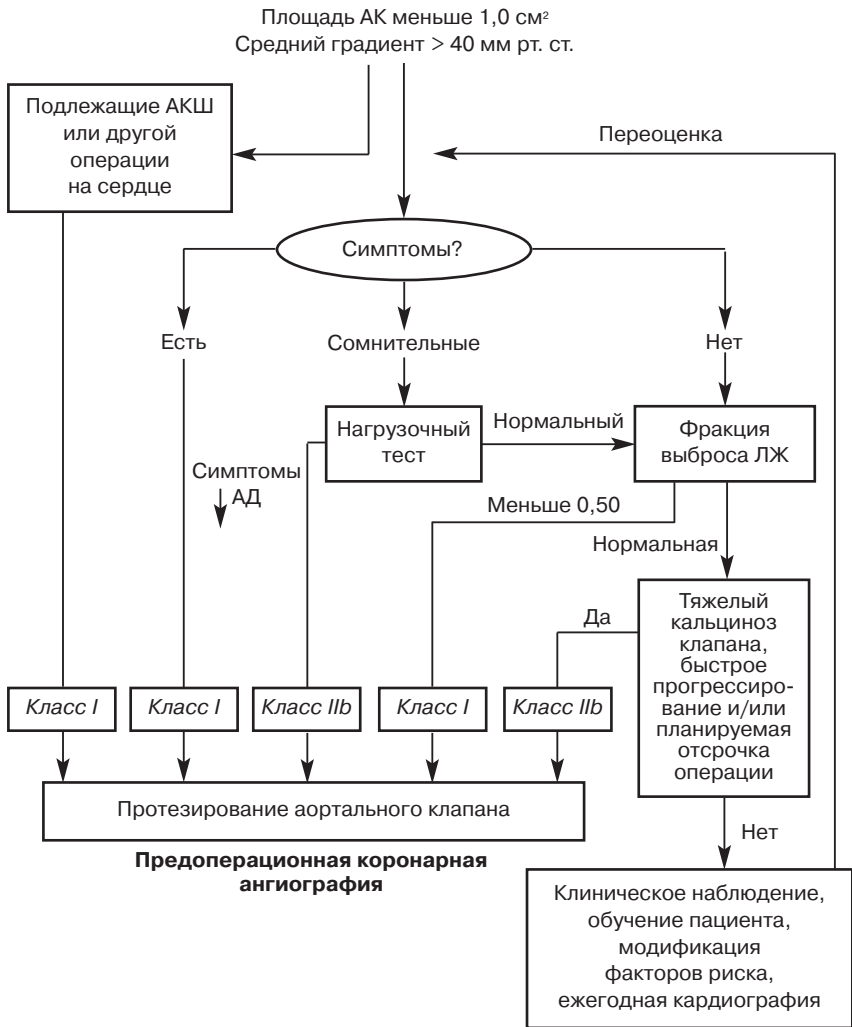 Площадь АК меньше 1,0 см²
Средний градиент > 40 мм рт. ст.
Подлежащие АКШ
или другой
операции
на сердце
Переоценка
Симптомы?
Есть
Сомнительные
Нет
Нагрузочный
тест
Нормальный
Фракция
выброса ЛЖ
Симптомы
АД
Меньше 0,50
Нормальная
Да
Тяжелый
кальциноз
клапана,
быстрое
прогрессиро-
вание и/или
планируемая
отсрочка
операции
Класс I
Класс I
Класс IIb
Класс I
Класс IIb
Протезирование аортального клапана
Нет
Предоперационная коронарная
ангиография
Клиническое наблюдение,
обучение пациента,
модификация
факторов риска,
ежегодная кардиография